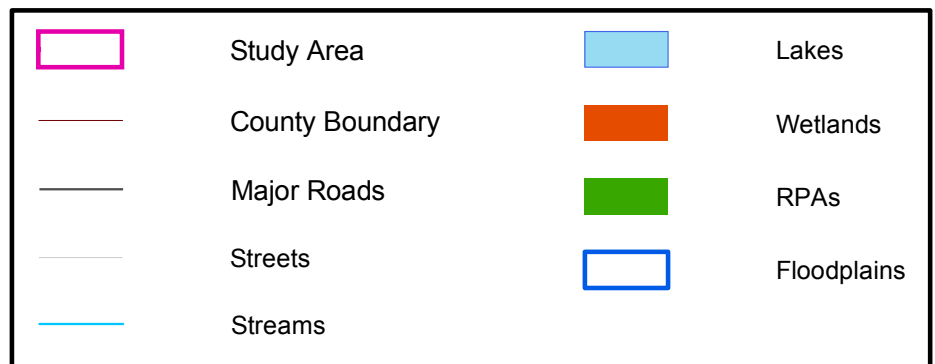 Study Area
County Boundary
Major Roads
Streets
Streams
Lakes
Wetlands
RPAs
Floodplains